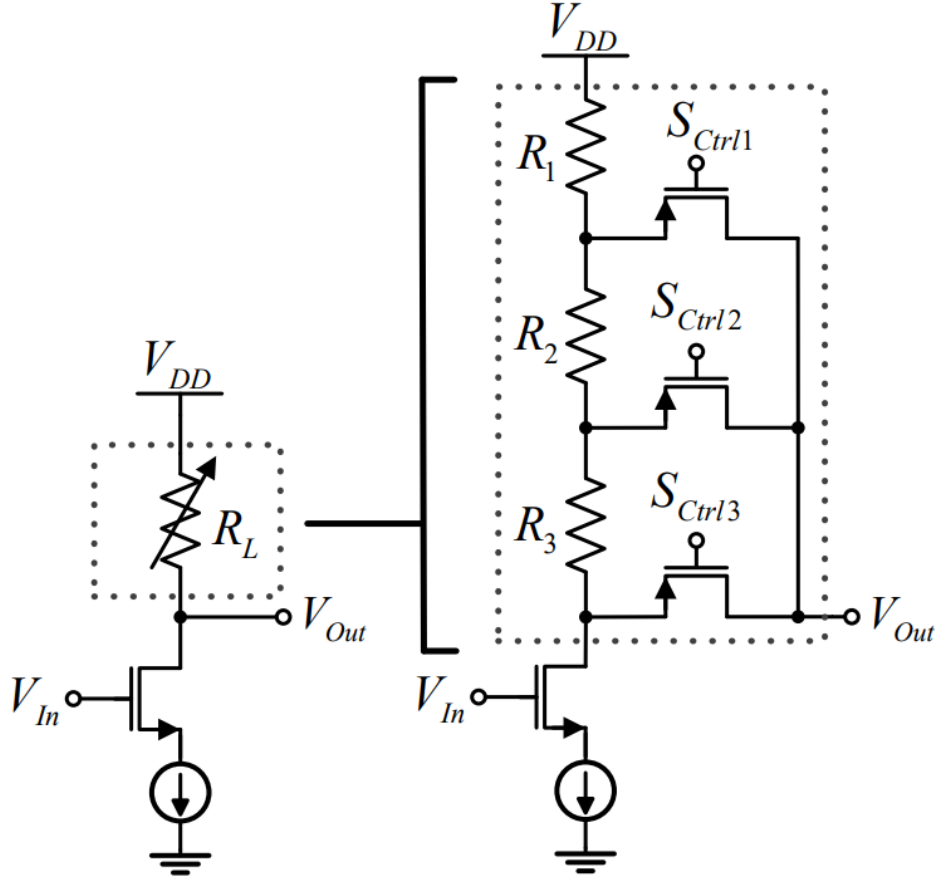 V_DD
R_L
V_Out
V_In
V_DD
S_Ctrl1
R_1
S_Ctrl2
R_2
S_Ctrl3
R_3
V_Out
V_In